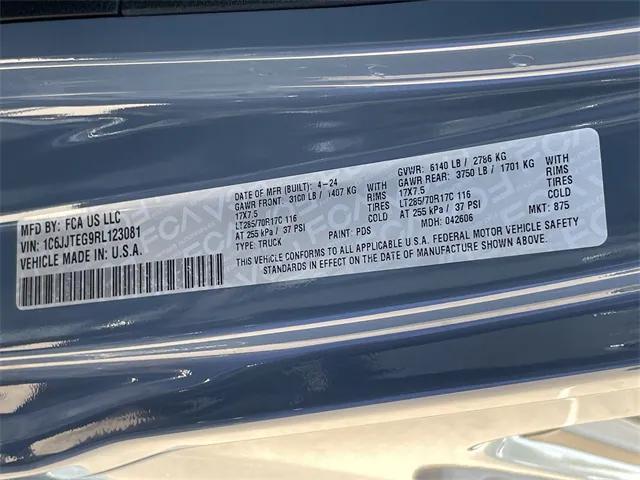 MFD BY: FCA US LLC
VIN: 1C6JJTEG9RL123081
VEHICLE MADE IN: U.S.A.
DATE OF MFR (BUILT): 4-24
GAWR FRONT: 3100 LB / 1407 KG WITH
17X7.5 RIMS
LT285/70R17C 116 TIRES
AT 255 kPa / 37 PSI COLD
TYPE: TRUCK PAINT: PDS
GVWR: 6140 LB / 2786 KG
GAWR REAR: 3750 LB / 1701 KG WITH
17X7.5 RIMS
LT285/70R17C 116 TIRES
AT 255 kPa / 37 PSI COLD
MDH: 042606 MKT: 875
THIS VEHICLE CONFORMS TO ALL APPLICABLE U.S.A. FEDERAL MOTOR VEHICLE SAFETY
STANDARDS IN EFFECT ON THE DATE OF MANUFACTURE SHOWN ABOVE.